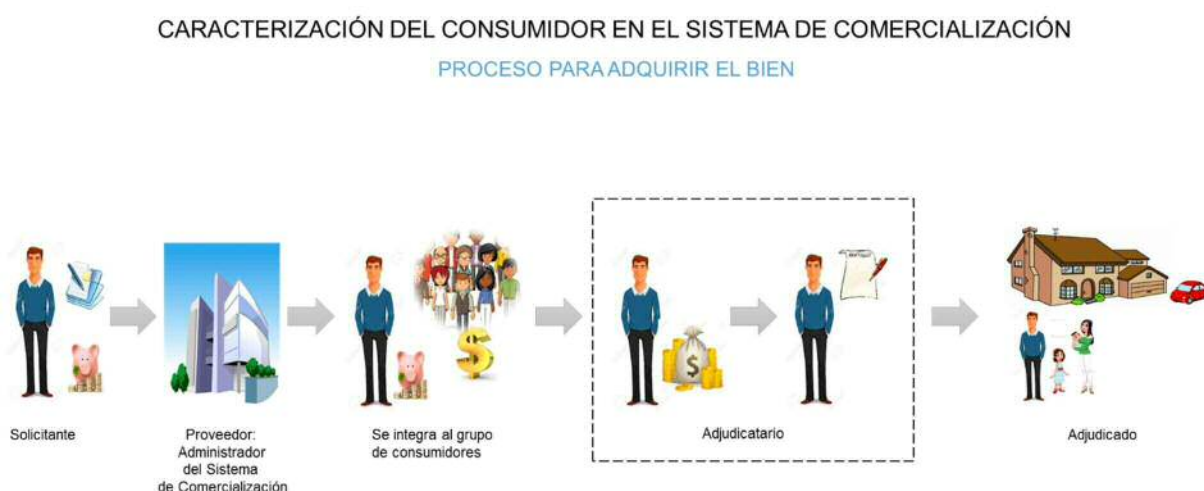 CARACTERIZACIÓN DEL CONSUMIDOR EN EL SISTEMA DE COMERCIALIZACIÓN
PROCESO PARA ADQUIRIR EL BIEN
Solicitante
Proveedor:
Administrador
del Sistema
de Comercialización
Se integra al grupo
de consumidores
Adjudicatario
Adjudicado